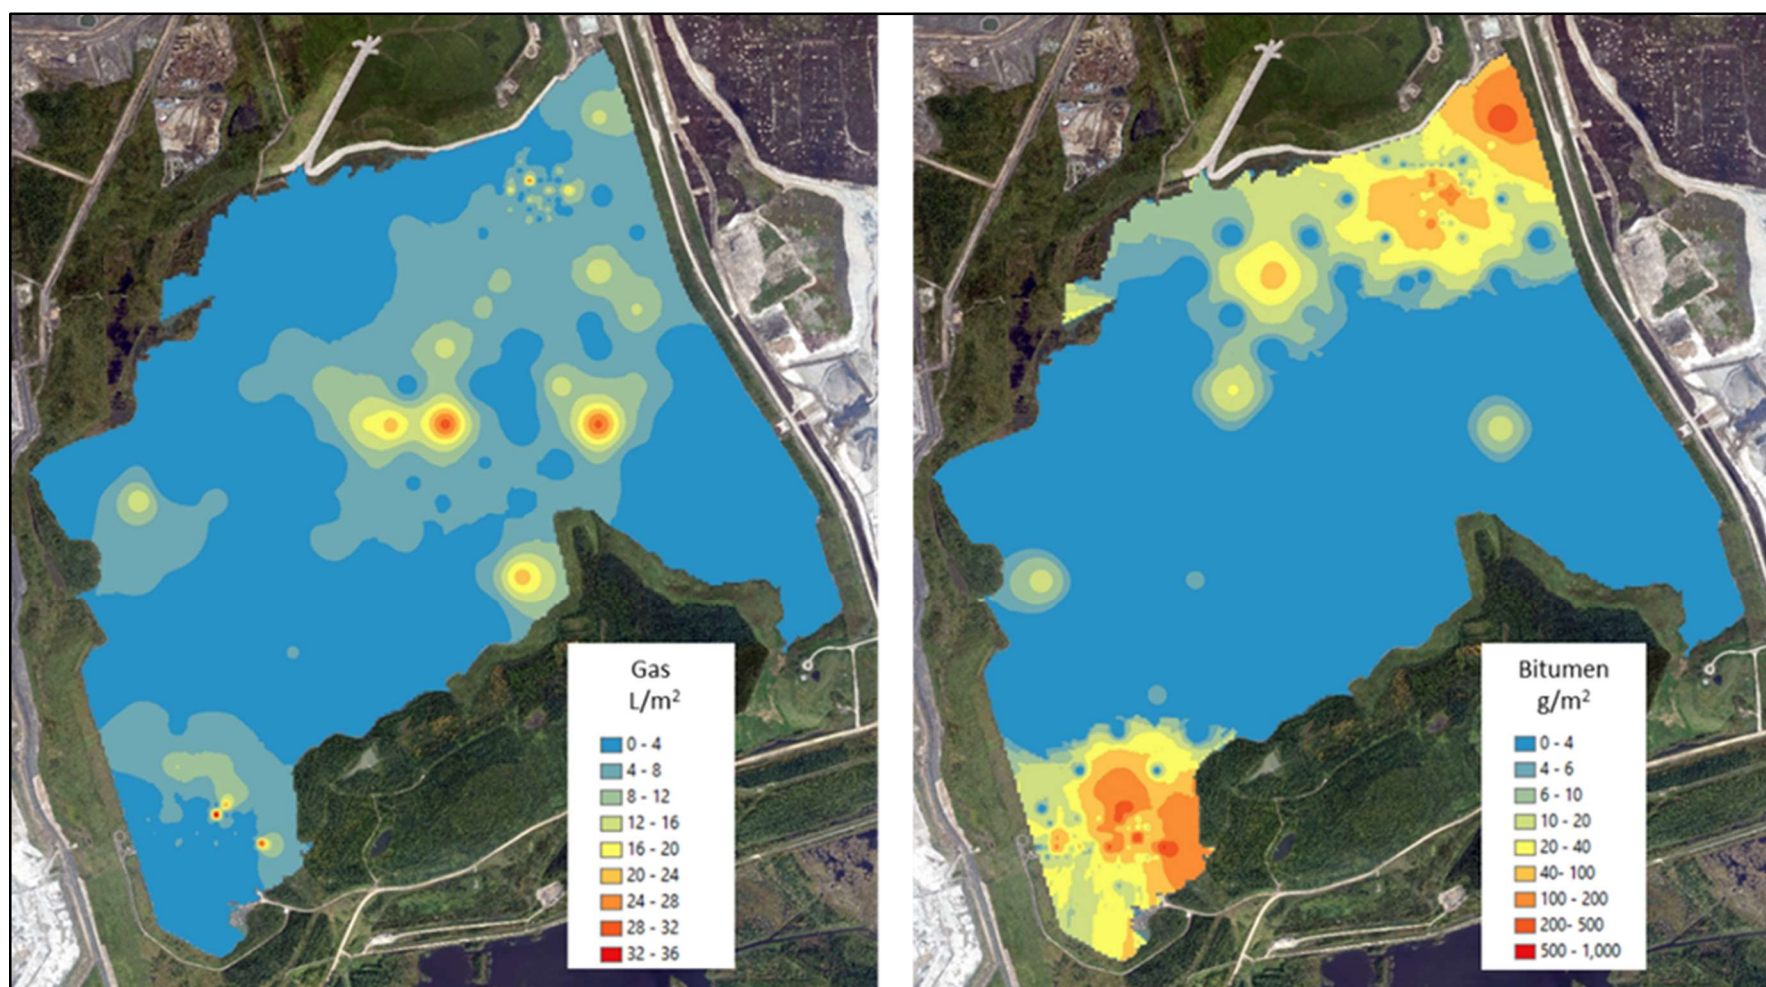 Gas
L/m²
0 - 4
4 - 8
8 - 12
12 - 16
16 - 20
20 - 24
24 - 28
28 - 32
32 - 36
Bitumen
g/m²
0 - 4
4 - 6
6 - 10
10 - 20
20 - 40
40- 100
100 - 200
200- 500
500 - 1,000